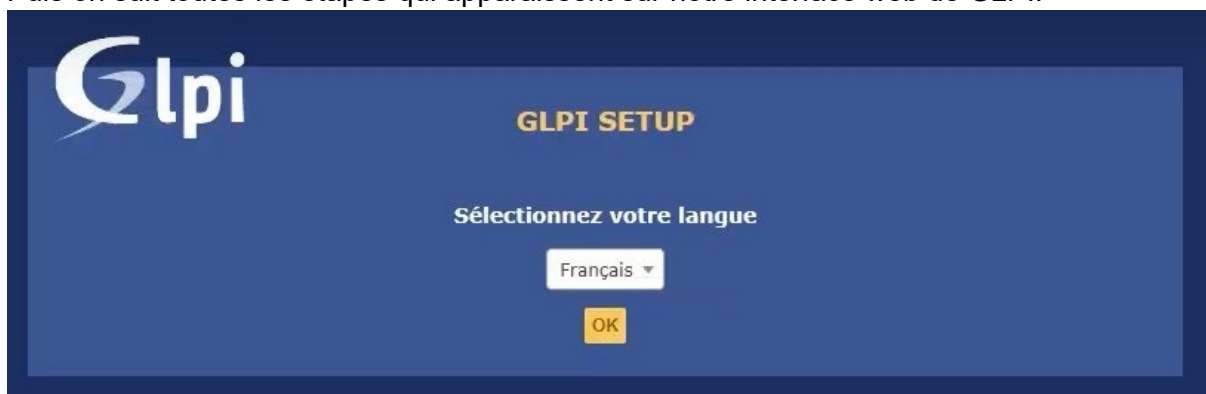 Puis on suit toutes les étapes qui apparaissent sur notre interface web de GLPI.
Glpi
GLPI SETUP
Sélectionnez votre langue
Français
OK